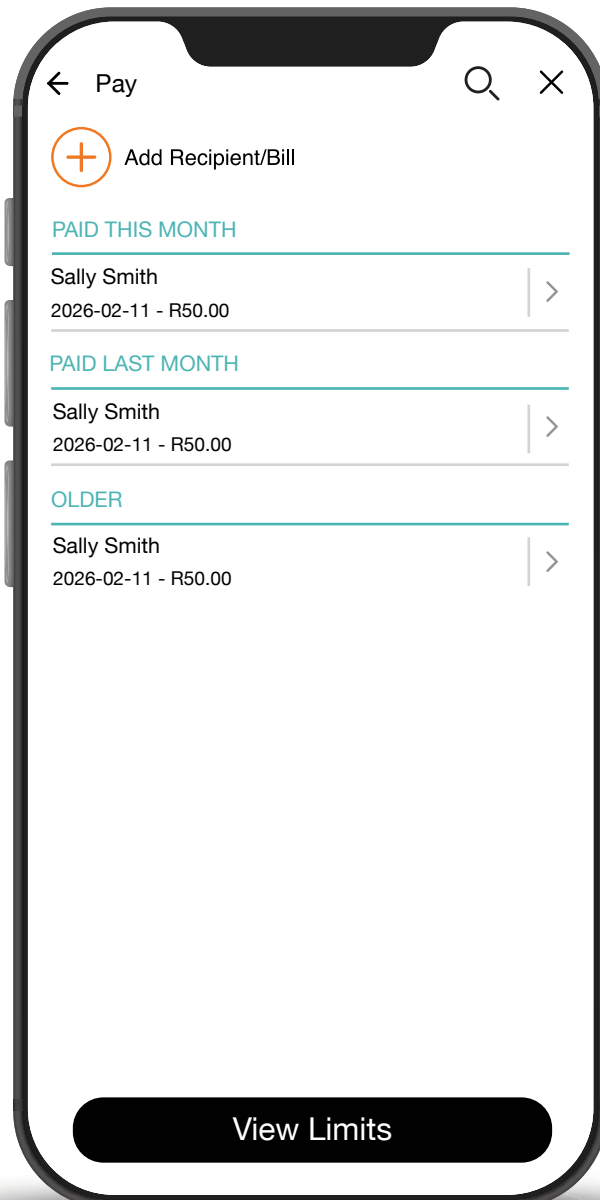 Pay
Add Recipient/Bill
PAID THIS MONTH
Sally Smith
2026-02-11 - R50.00
PAID LAST MONTH
Sally Smith
2026-02-11 - R50.00
OLDER
Sally Smith
2026-02-11 - R50.00
View Limits